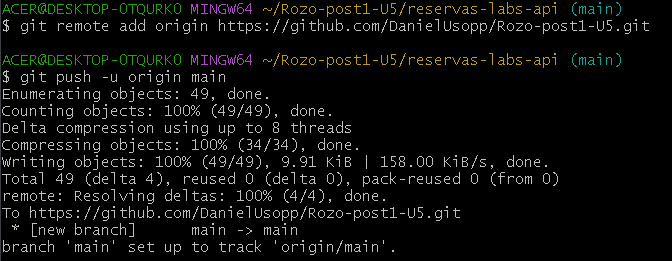 ACER@DESKTOP-OTQURKO MINGW64 ~/Rozo-post1-U5/reservas-labs-api (main)
$ git remote add origin https://github.com/DanielUsopp/Rozo-post1-U5.git
ACER@DESKTOP-OTQURKO MINGW64 ~/Rozo-post1-U5/reservas-labs-api (main)
$ git push -u origin main
Enumerating objects: 49, done.
Counting objects: 100% (49/49), done.
Delta compression using up to 8 threads
Compressing objects: 100% (34/34), done.
Writing objects: 100% (49/49), 9.91 KiB | 158.00 KiB/s, done.
Total 49 (delta 4), reused 0 (delta 0), pack-reused 0 (from 0)
remote: Resolving deltas: 100% (4/4), done.
To https://github.com/DanielUsopp/Rozo-post1-U5.git
 * [new branch]      main -> main
branch 'main' set up to track 'origin/main'.